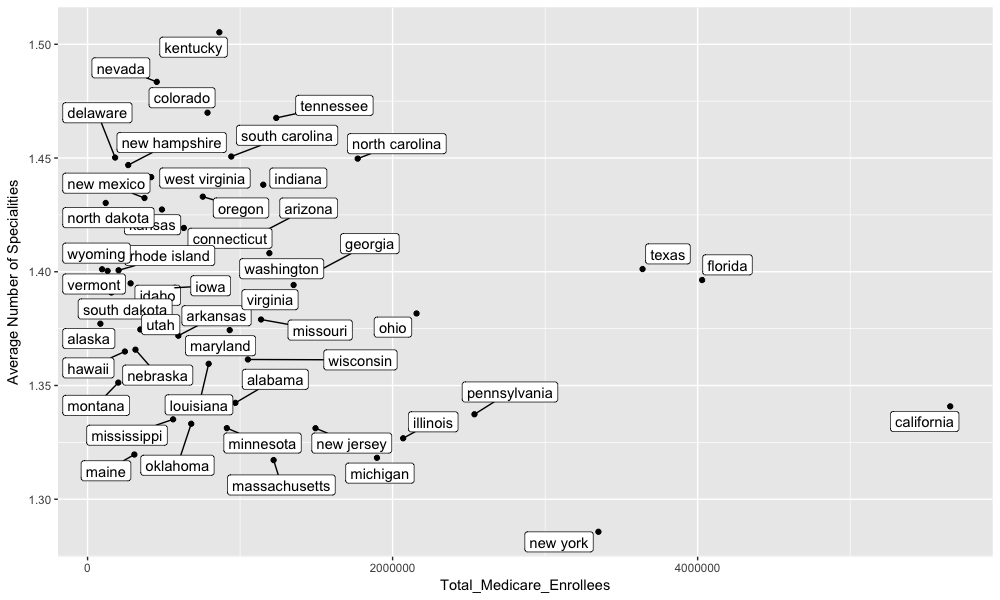 1.50
kentucky
nevada
colorado
delaware
tennessee
south carolina
new hampshire
north carolina
1.45
new mexico
west virginia
indiana
north dakota
kansas
oregon
arizona
connecticut
georgia
wyoming
rhode island
texas
florida
washington
1.40
vermont
idaho
iowa
virginia
south dakota
arkansas
utah
missouri
ohio
alaska
maryland
wisconsin
hawaii
nebraska
alabama
1.35
pennsylvania
montana
louisiana
illinois
california
mississippi
minnesota
new jersey
maine
oklahoma
michigan
massachusetts
1.30
new york
0
2000000
4000000
Total_Medicare_Enrollees
Average Number of Specialities